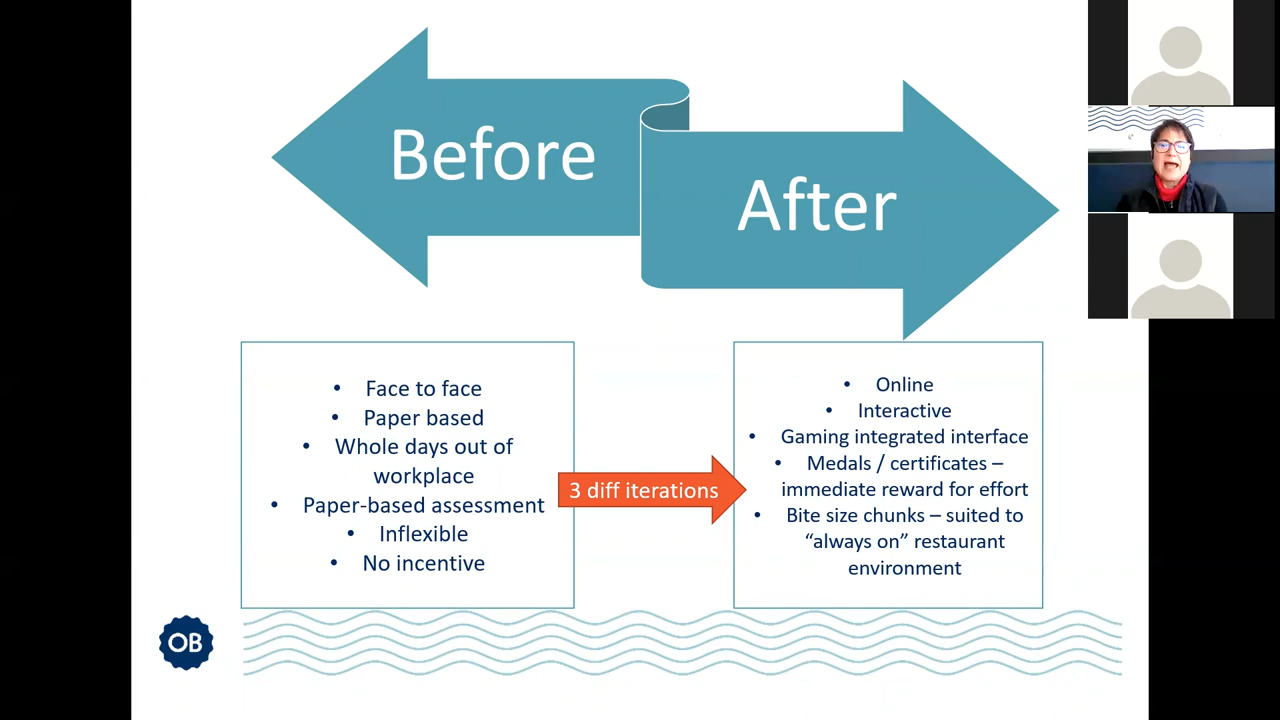 Before
After
• Face to face
• Paper based
• Whole days out of
workplace
• Paper-based assessment
• Inflexible
• No incentive
3 diff iterations
• Online
• Interactive
• Gaming integrated interface
• Medals / certificates –
immediate reward for effort
• Bite size chunks – suited to
“always on” restaurant
environment
OB